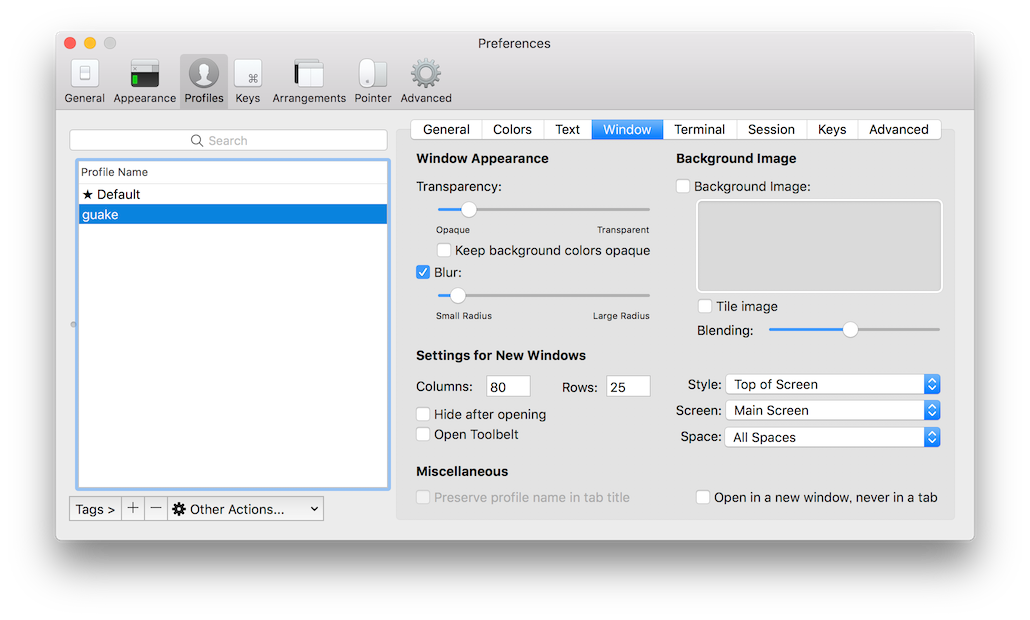 Preferences
General Appearance Profiles Keys Arrangements Pointer Advanced
Search
Profile Name
★ Default
guake
Tags > + − Other Actions...
General Colors Text Window Terminal Session Keys Advanced
Window Appearance
Transparency:
Opaque Transparent
Keep background colors opaque
Blur:
Small Radius Large Radius
Background Image
Background Image:
Tile image
Blending:
Settings for New Windows
Columns: 80 Rows: 25
Hide after opening
Open Toolbelt
Style: Top of Screen
Screen: Main Screen
Space: All Spaces
Miscellaneous
Preserve profile name in tab title
Open in a new window, never in a tab